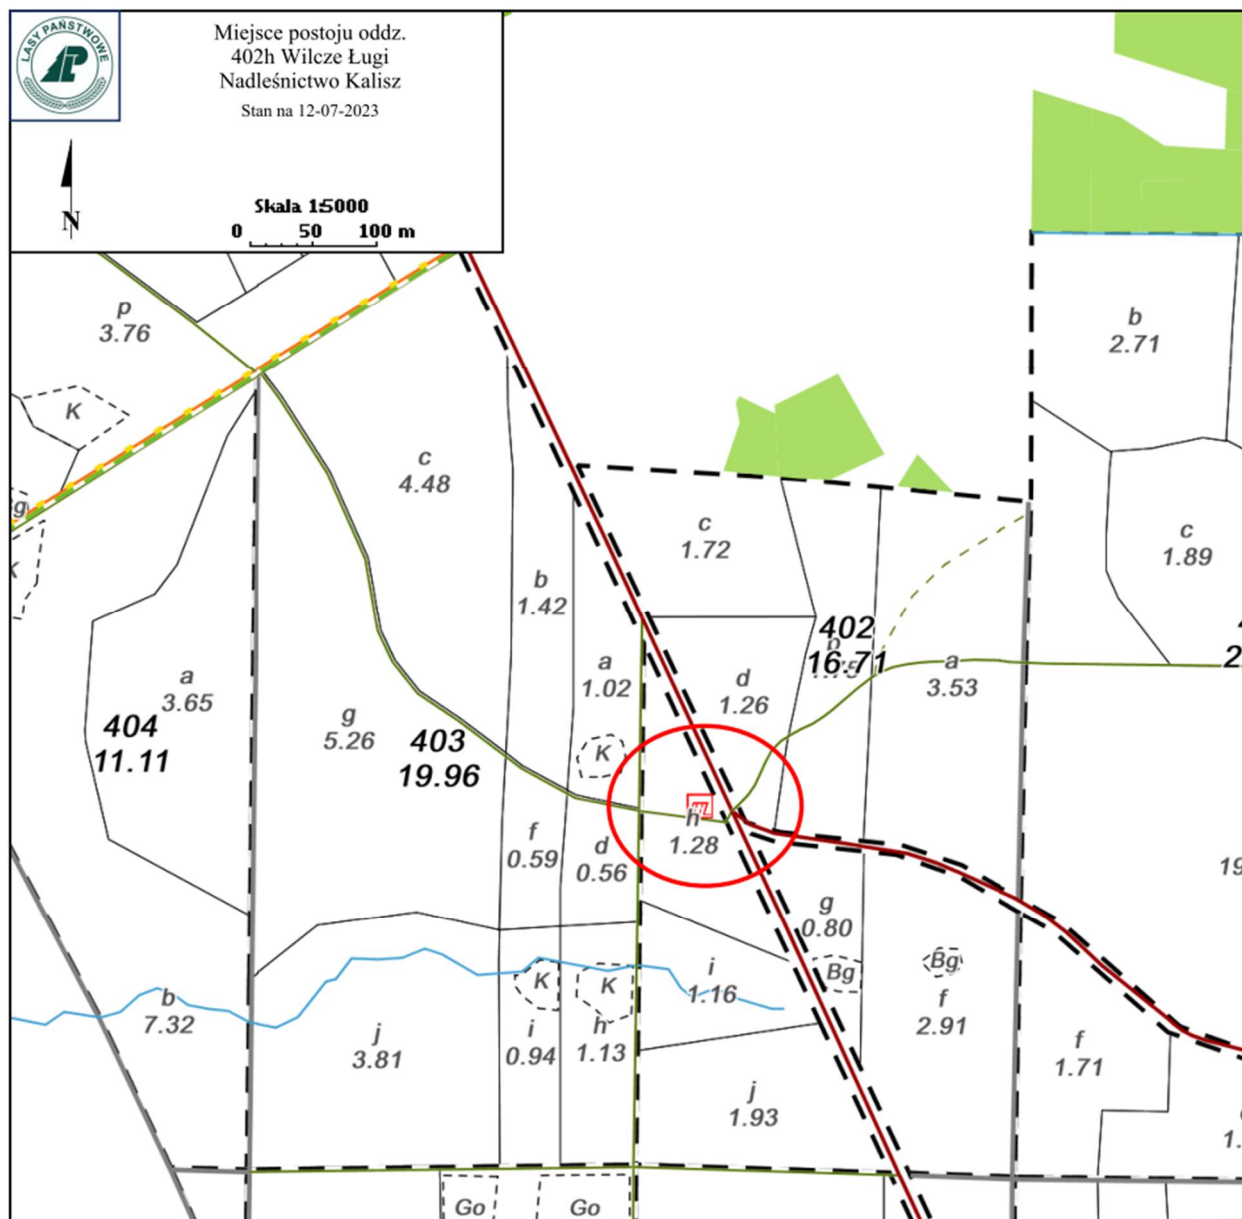 LASY PAŃSTWOWE
Miejsce postoju oddz.
402h Wilcze Ługi
Nadleśnictwo Kalisz
Stan na 12-07-2023
N
Skala 1:5000
0 50 100 m
p
3.76
K
b
2.71
c
4.48
c
1.72
c
1.89
b
1.42
402
16.71
a
3.53
a
1.02
d
1.26
a
3.65
404
11.11
g
5.26
403
19.96
K
h
1.28
f
0.59
d
0.56
g
0.80
Bg
Bg
f
2.91
K
K
i
1.16
b
7.32
j
3.81
i
0.94
h
1.13
f
1.71
j
1.93
Go
Go